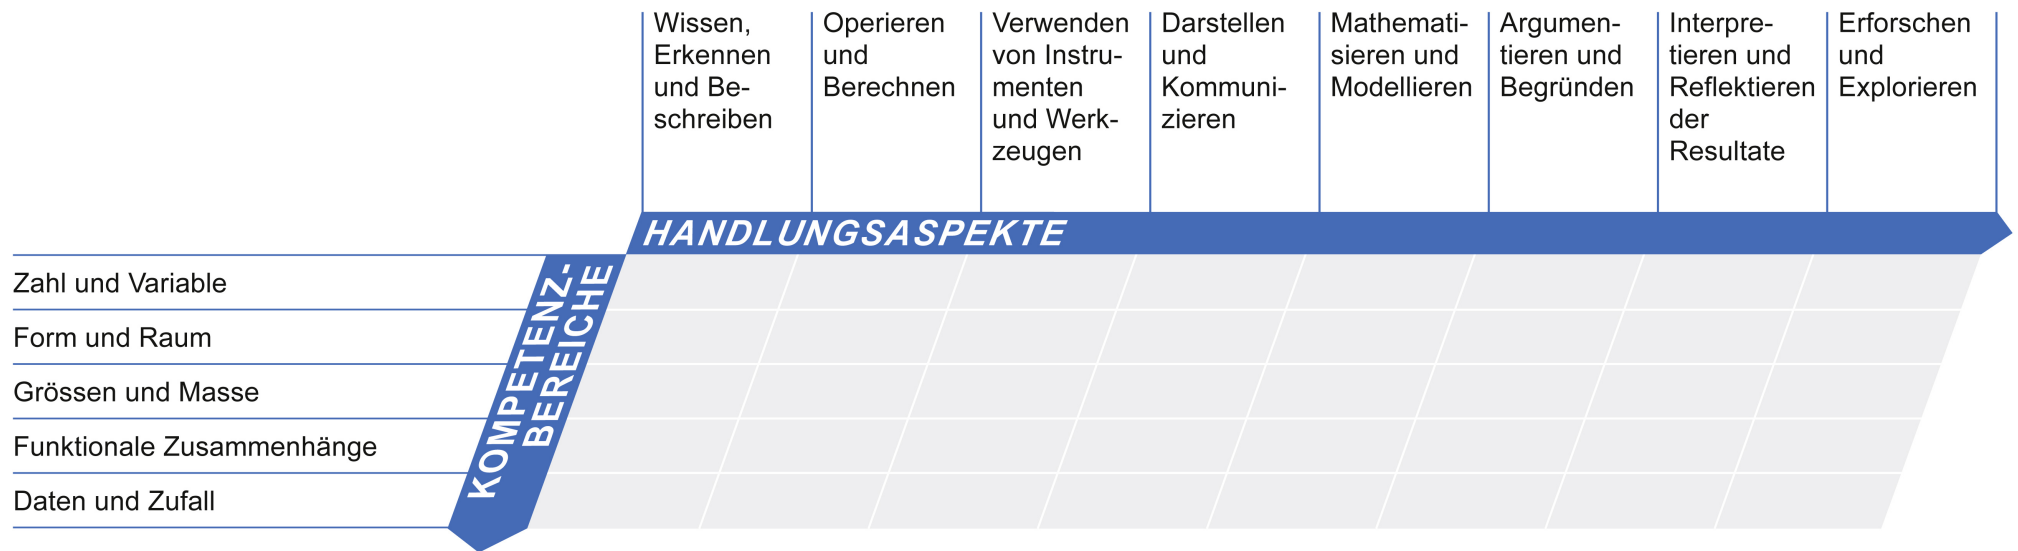 Wissen,
Erkennen
und Be-
schreiben
Operieren
und
Berechnen
Verwenden
von Instru-
menten
und Werk-
zeugen
Darstellen
und
Kommuni-
zieren
Mathemati-
sieren und
Modellieren
Argumen-
tieren und
Begründen
Interpre-
tieren und
Reflektieren
der
Resultate
Erforschen
und
Explorieren
HANDLUNGSASPEKTE
KOMPETENZ-
BEREICHE
Zahl und Variable
Form und Raum
Grössen und Masse
Funktionale Zusammenhänge
Daten und Zufall